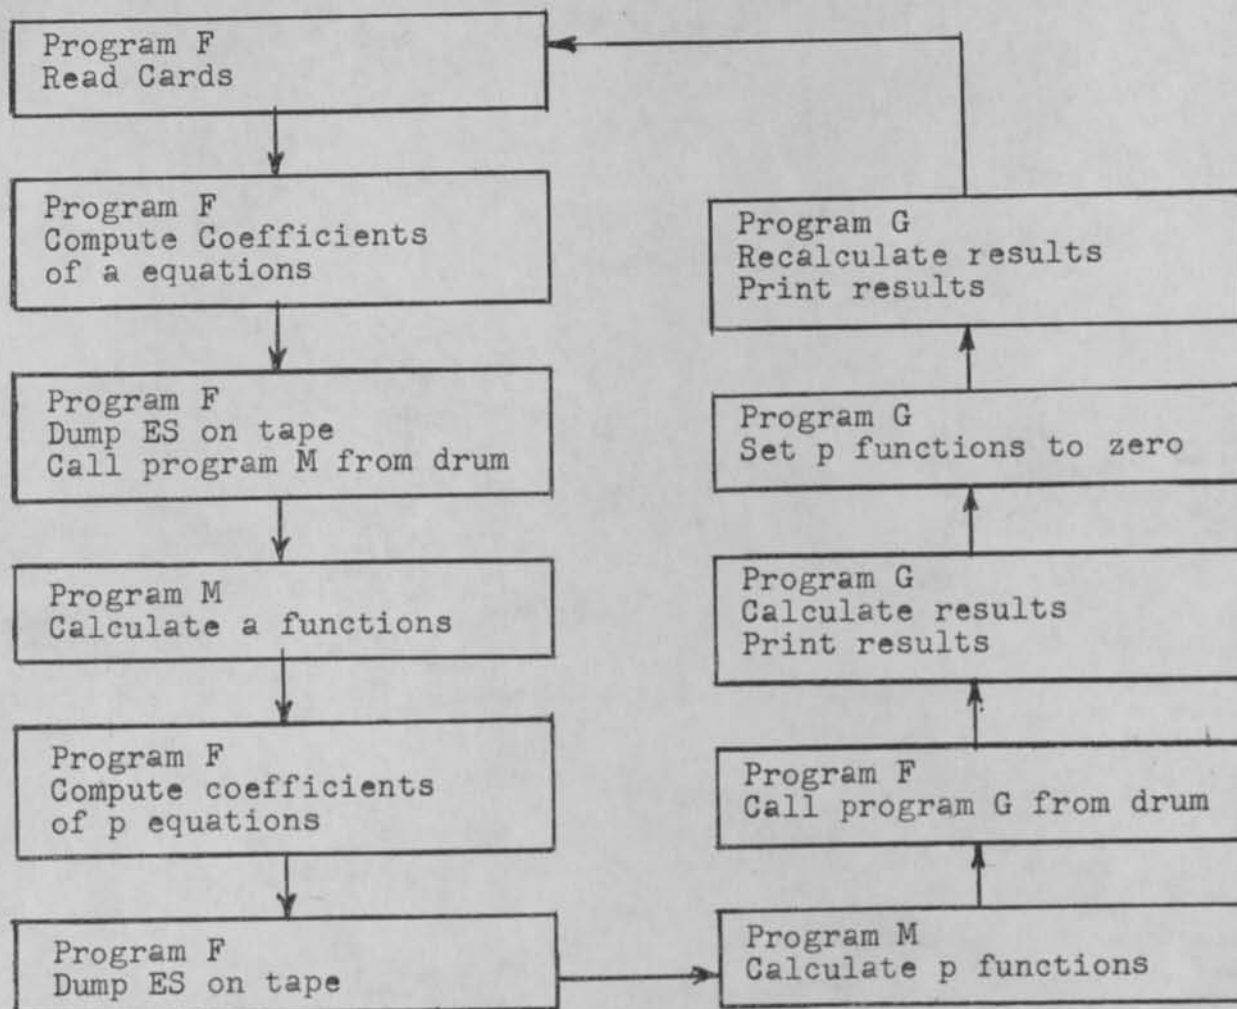 Program F
Read Cards
Program F
Compute Coefficients
of a equations
Program F
Dump ES on tape
Call program M from drum
Program M
Calculate a functions
Program F
Compute coefficients
of p equations
Program F
Dump ES on tape
Program M
Calculate p functions
Program F
Call program G from drum
Program G
Calculate results
Print results
Program G
Set p functions to zero
Program G
Recalculate results
Print results